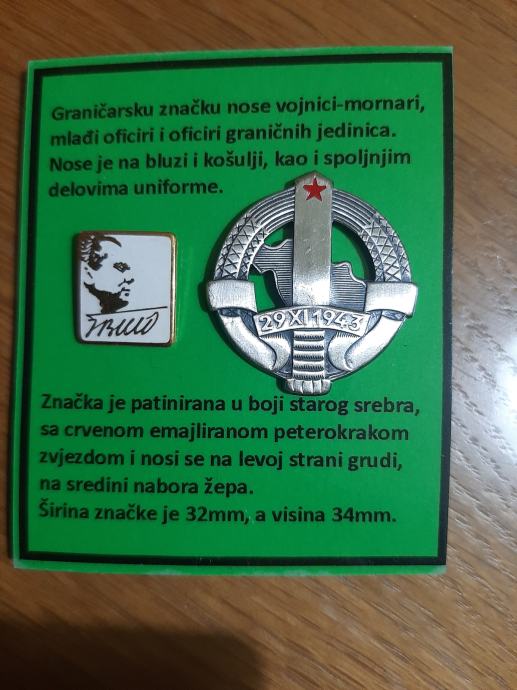 Graničarsku značku nose vojnici-mornari,
mlađi oficiri i oficiri graničnih jedinica.
Nose je na bluzi i košulji, kao i spoljnjim
delovima uniforme.
29 XI 1943
Značka je patinirana u boji starog srebra,
sa crvenom emajliranom peterokrakom
zvjezdom i nosi se na levoj strani grudi,
na sredini nabora žepa.
Širina značke je 32mm, a visina 34mm.